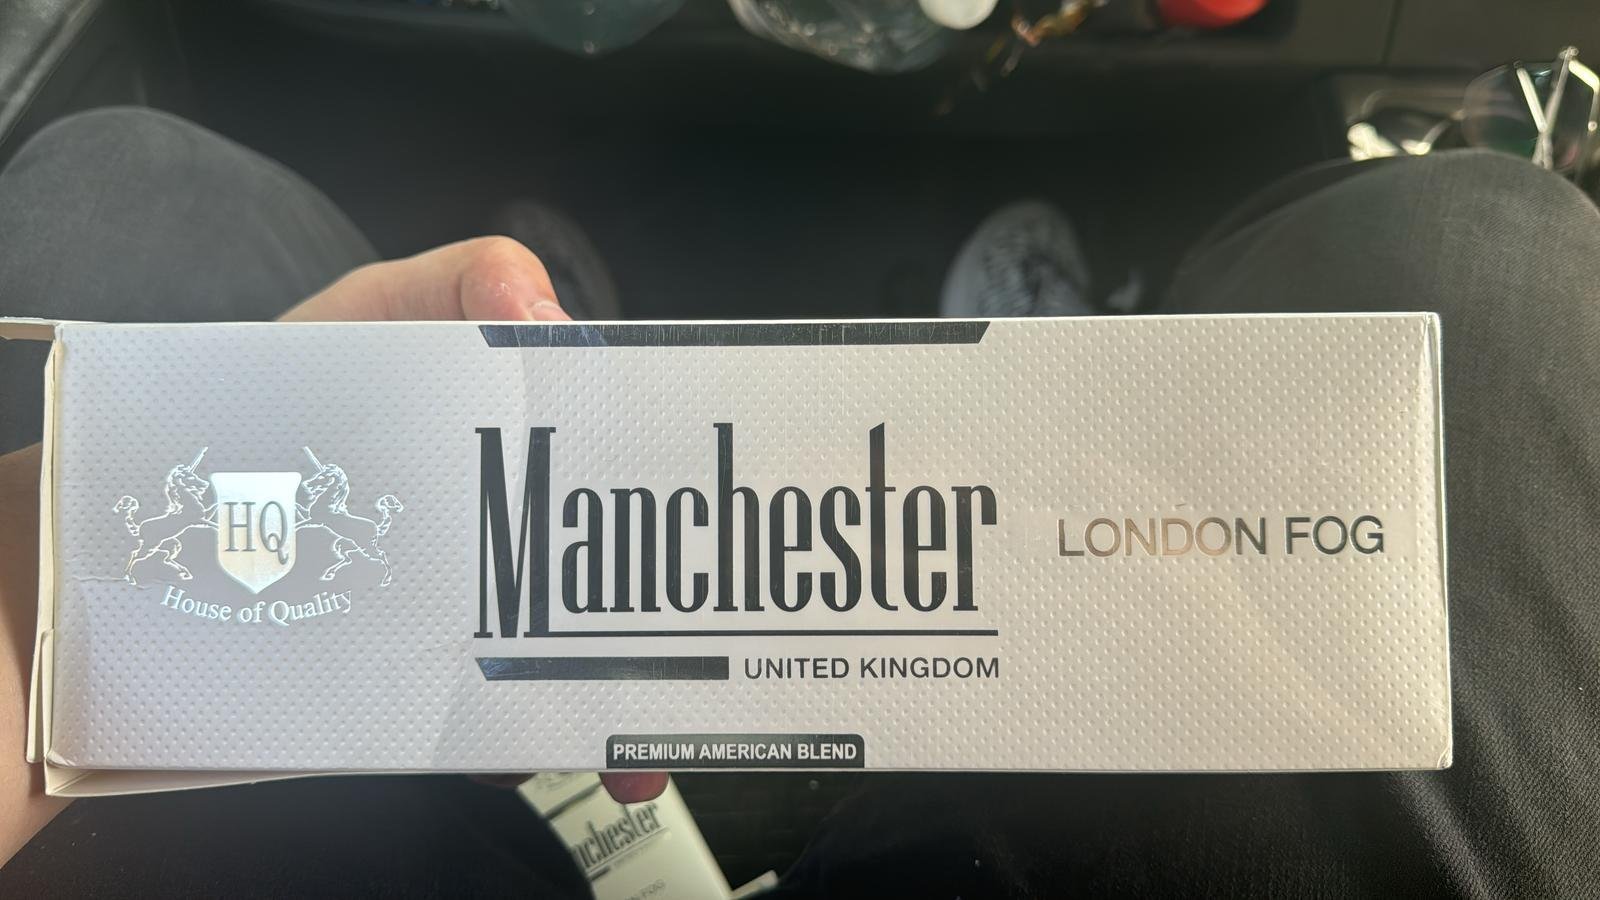 HQ
House of Quality
Manchester
UNITED KINGDOM
LONDON FOG
PREMIUM AMERICAN BLEND